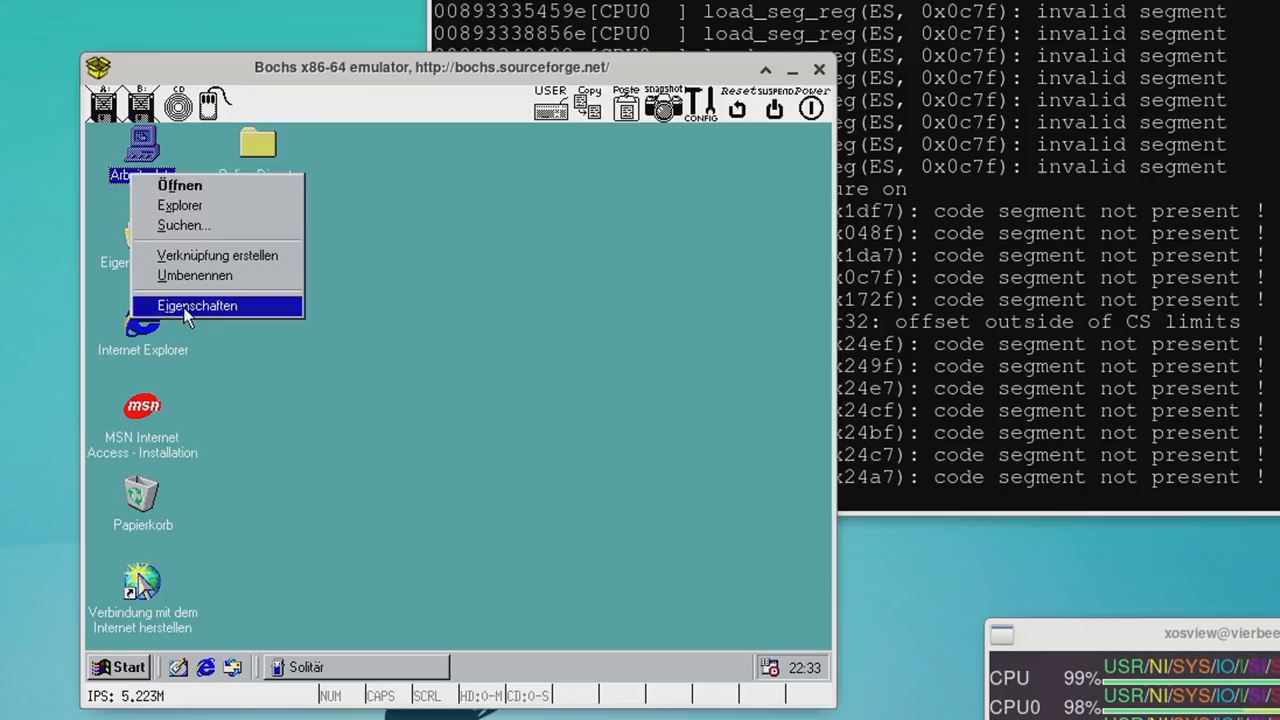 00893335459e[CPU0  ] load_seg_reg(ES, 0x0c7f): invalid segment
00893338856e[CPU0  ] load_seg_reg(ES, 0x0c7f): invalid segment
eg(ES, 0x0c7f): invalid segment
eg(ES, 0x0c7f): invalid segment
eg(ES, 0x0c7f): invalid segment
eg(ES, 0x0c7f): invalid segment
eg(ES, 0x0c7f): invalid segment
eg(ES, 0x0c7f): invalid segment
ure on
x1df7): code segment not present !
x048f): code segment not present !
x1da7): code segment not present !
x0c7f): code segment not present !
x172f): code segment not present !
r32: offset outside of CS limits
x24ef): code segment not present !
x249f): code segment not present !
x24e7): code segment not present !
x24cf): code segment not present !
x24bf): code segment not present !
x24c7): code segment not present !
x24a7): code segment not present !
Bochs x86-64 emulator, http://bochs.sourceforge.net/
A: B: CD USER Copy Paste snapshot CONFIG Reset SUSPEND Power
Öffnen
Explorer
Suchen...
Verknüpfung erstellen
Umbenennen
Eigenschaften
Internet Explorer
msn
MSN Internet
Access - Installation
Papierkorb
Verbindung mit dem
Internet herstellen
Start Solitär 22:33
IPS: 5.223M NUM CAPS SCRL HD:0-M CD:0-S
xosview@vierbee
CPU 99% USR/NI/SYS/IO/I/SI/S
CPU0 98% USR/NI/SYS/IO/I/SI/S